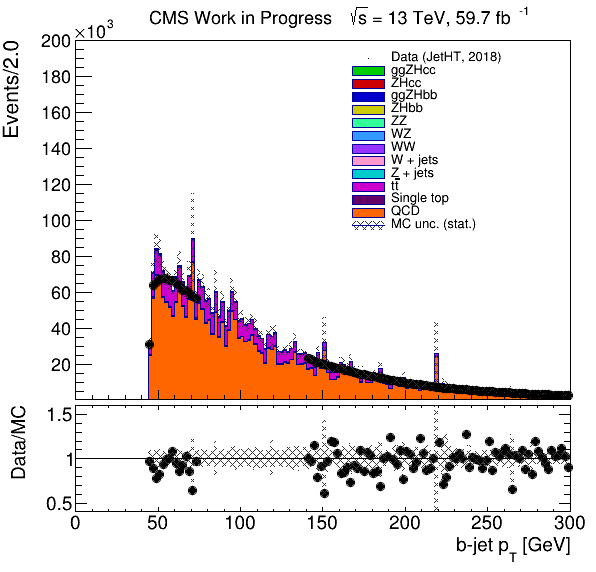 CMS Work in Progress √s = 13 TeV, 59.7 fb⁻¹
×10³
Events/2.0
200
180
160
140
120
100
80
60
40
20
Data (JetHT, 2018)
ggZHcc
ZHcc
ggZHbb
ZHbb
ZZ
WZ
WW
W + jets
Z + jets
tt̅
Single top
QCD
MC unc. (stat.)
Data/MC
1.5
1
0.5
0 50 100 150 200 250 300
b-jet p_T [GeV]